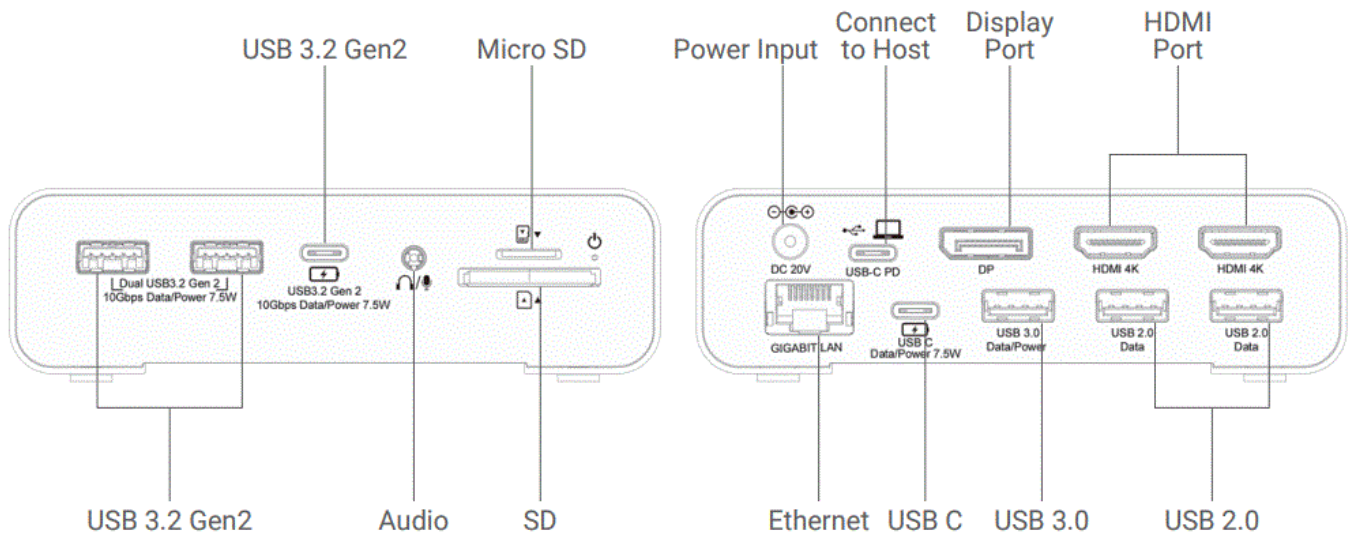 USB 3.2 Gen2
Micro SD
Power Input
Connect
to Host
Display
Port
HDMI
Port
Dual USB3.2 Gen 2
10Gbps Data/Power 7.5W
USB3.2 Gen 2
10Gbps Data/Power 7.5W
DC 20V
USB-C PD
DP
HDMI 4K
HDMI 4K
GIGABIT LAN
USB C
Data/Power 7.5W
USB 3.0
Data/Power
USB 2.0
Data
USB 2.0
Data
USB 3.2 Gen2
Audio
SD
Ethernet
USB C
USB 3.0
USB 2.0